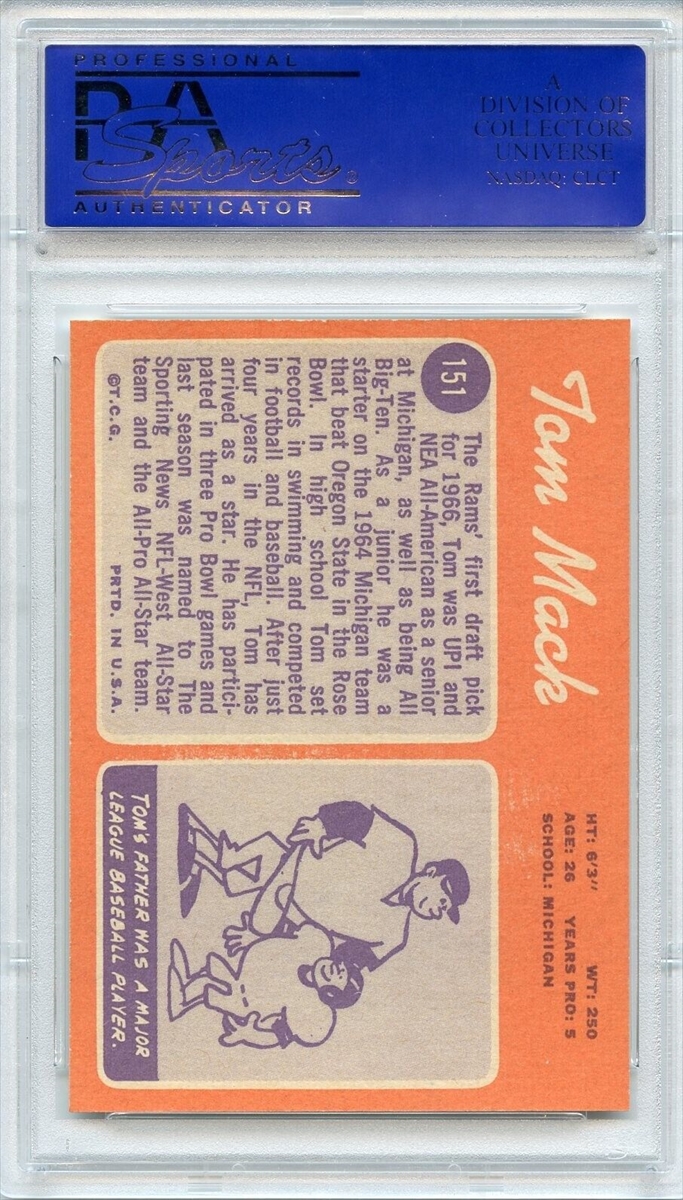 PROFESSIONAL
PSA
Sports
AUTHENTICATOR
A
DIVISION OF
COLLECTORS
UNIVERSE
NASDAQ: CLCT
Tom Mack
HT: 6'3" WT: 250
AGE: 26 YEARS PRO: 5
SCHOOL: MICHIGAN
151
The Rams' first draft pick
for 1966, Tom was UPI and
NEA All-American as a senior
at Michigan, as well as being All
Big-Ten. As a junior he was a
starter on the 1964 Michigan team
that beat Oregon State in the Rose
Bowl. In high school Tom set
records in swimming and competed
in football and baseball. After just
four years in the NFL, Tom has
arrived as a star. He has partici-
pated in three Pro Bowl games and
last season was named to The
Sporting News NFL-West All-Star
team and the All-Pro All-Star team.
©T.C.G. PRTD. IN U.S.A.
TOM'S FATHER WAS A MAJOR
LEAGUE BASEBALL PLAYER.